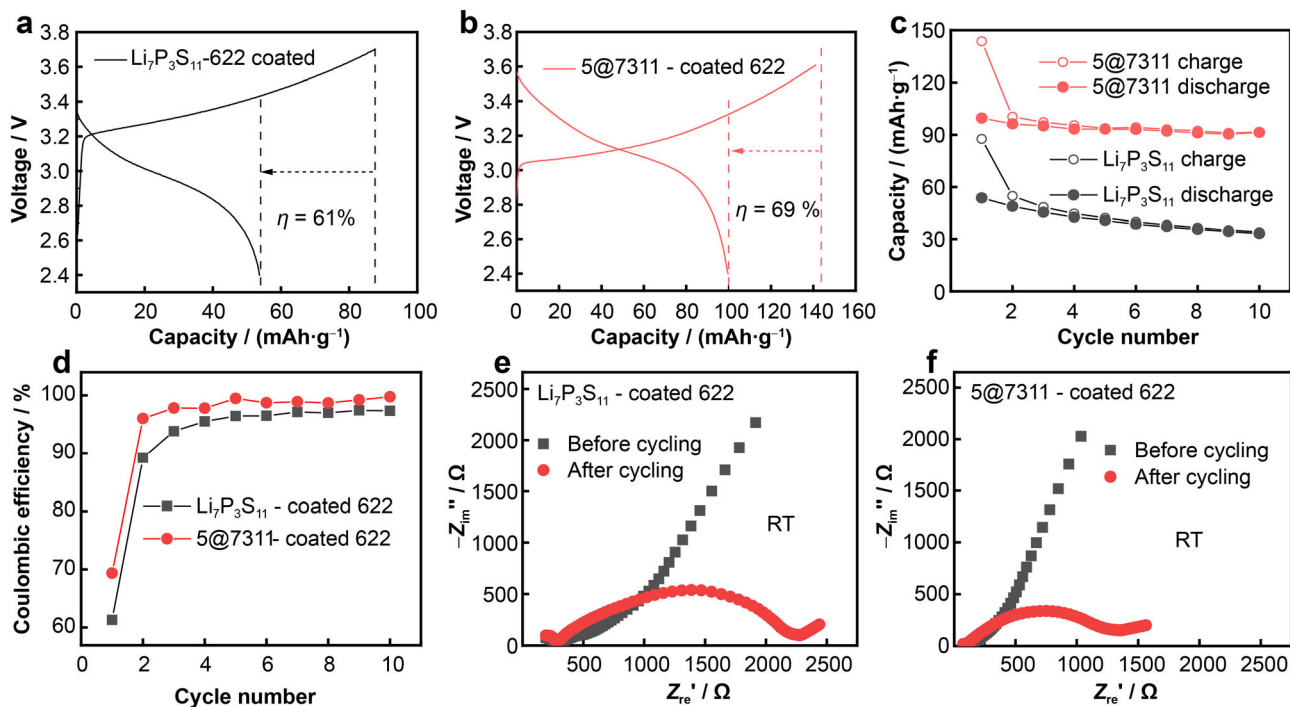 a
Voltage / V
3.8
3.6
3.4
3.2
3.0
2.8
2.6
2.4
Li₇P₃S₁₁-622 coated
η = 61%
0 20 40 60 80 100
Capacity / (mAh·g⁻¹)
b
Voltage / V
3.8
3.6
3.4
3.2
3.0
2.8
2.6
2.4
5@7311 - coated 622
η = 69 %
0 20 40 60 80 100 120 140 160
Capacity / (mAh·g⁻¹)
c
Capacity / (mAh·g⁻¹)
150
120
90
60
30
0
5@7311 charge
5@7311 discharge
Li₇P₃S₁₁ charge
Li₇P₃S₁₁ discharge
0 2 4 6 8 10
Cycle number
d
Coulombic efficiency / %
100
90
80
70
60
Li₇P₃S₁₁ - coated 622
5@7311- coated 622
0 2 4 6 8 10
Cycle number
e
−Z_im'' / Ω
2500
2000
1500
1000
500
0
Li₇P₃S₁₁ - coated 622
Before cycling
After cycling
RT
500 1000 1500 2000 2500
Z_re' / Ω
f
−Z_im'' / Ω
2500
2000
1500
1000
500
0
5@7311 - coated 622
Before cycling
After cycling
RT
500 1000 1500 2000 2500
Z_re' / Ω